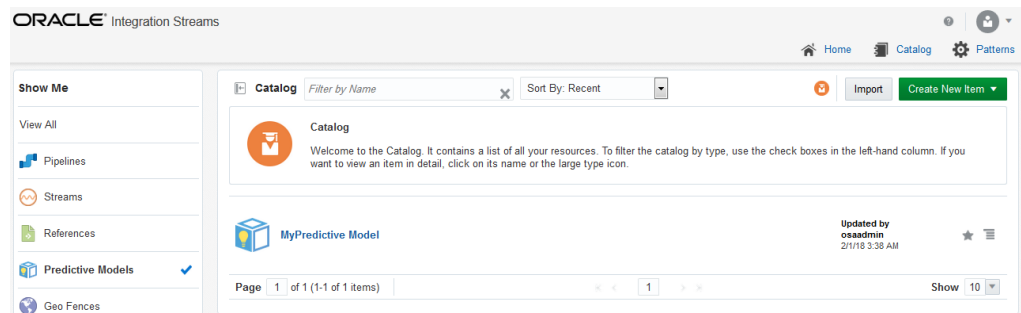 ORACLE® Integration Streams
Home Catalog Patterns
Show Me
View All
Pipelines
Streams
References
Predictive Models
Geo Fences
Catalog Filter by Name Sort By: Recent Import Create New Item
Catalog
Welcome to the Catalog. It contains a list of all your resources. To filter the catalog by type, use the check boxes in the left-hand column. If you
want to view an item in detail, click on its name or the large type icon.
MyPredictive Model
Updated by
osaadmin
2/1/18 3:38 AM
Page 1 of 1 (1-1 of 1 items) 1 Show 10